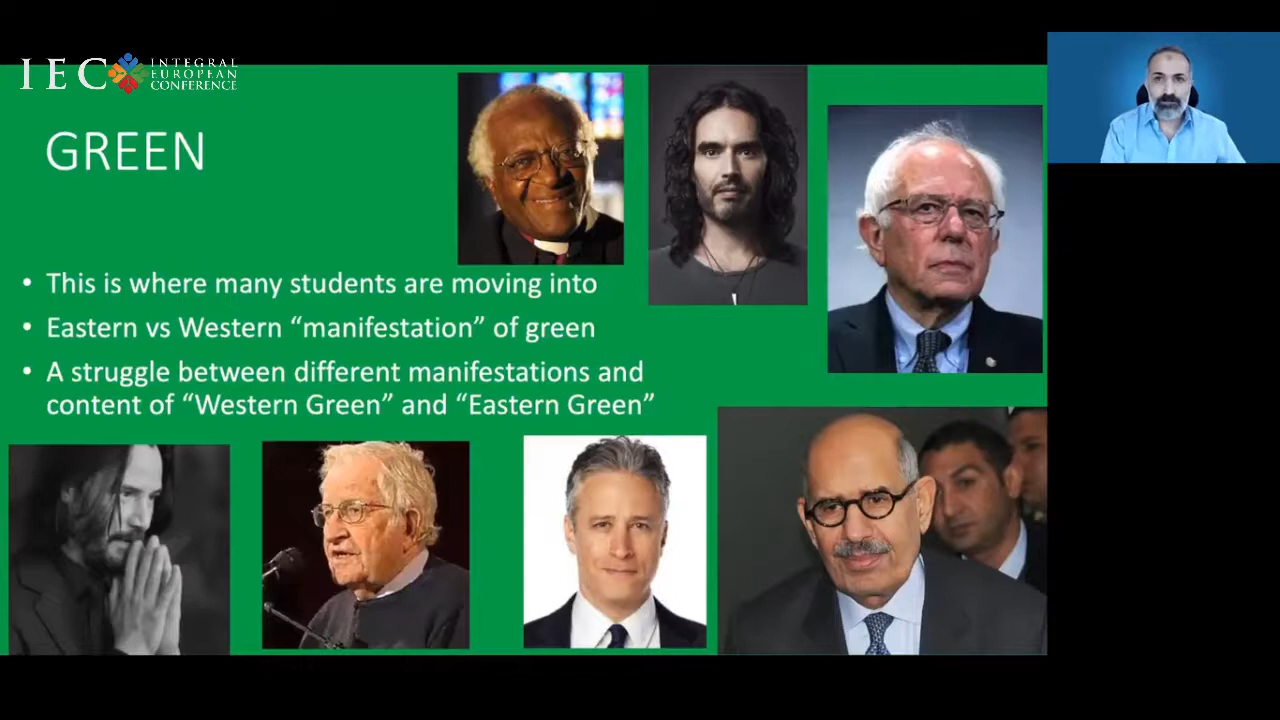 IEC INTEGRAL
EUROPEAN
CONFERENCE
GREEN
• This is where many students are moving into
• Eastern vs Western “manifestation” of green
• A struggle between different manifestations and
content of “Western Green” and “Eastern Green”